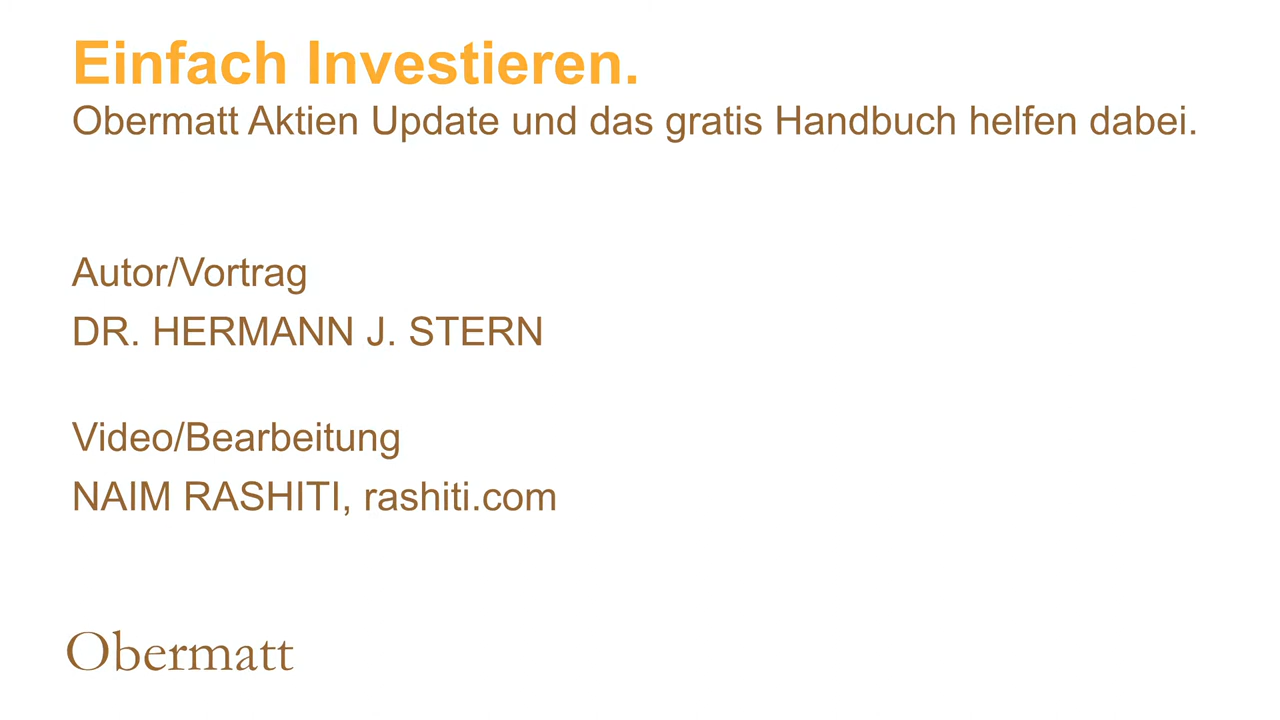 Einfach Investieren.
Obermatt Aktien Update und das gratis Handbuch helfen dabei.
Autor/Vortrag
DR. HERMANN J. STERN
Video/Bearbeitung
NAIM RASHITI, rashiti.com
Obermatt